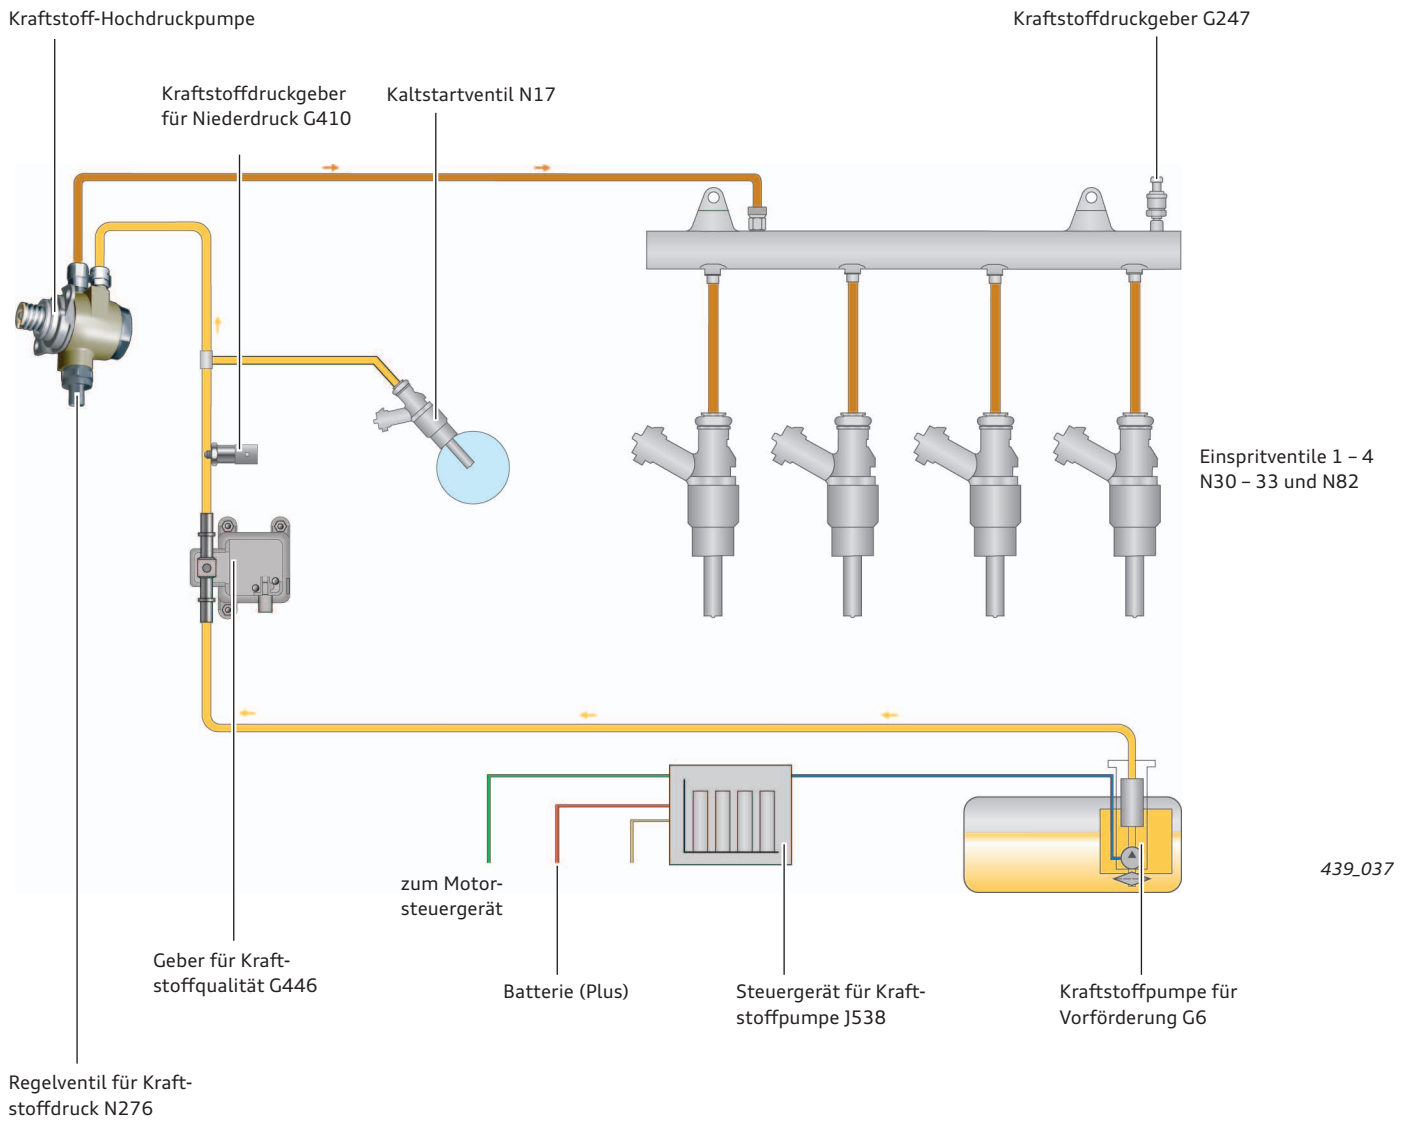 Kraftstoff-Hochdruckpumpe
Kraftstoffdruckgeber G247
Kraftstoffdruckgeber
für Niederdruck G410
Kaltstartventil N17
Einspritventile 1 – 4
N30 – 33 und N82
439_037
zum Motor-
steuergerät
Geber für Kraft-
stoffqualität G446
Batterie (Plus)
Steuergerät für Kraft-
stoffpumpe J538
Kraftstoffpumpe für
Vorförderung G6
Regelventil für Kraft-
stoffdruck N276